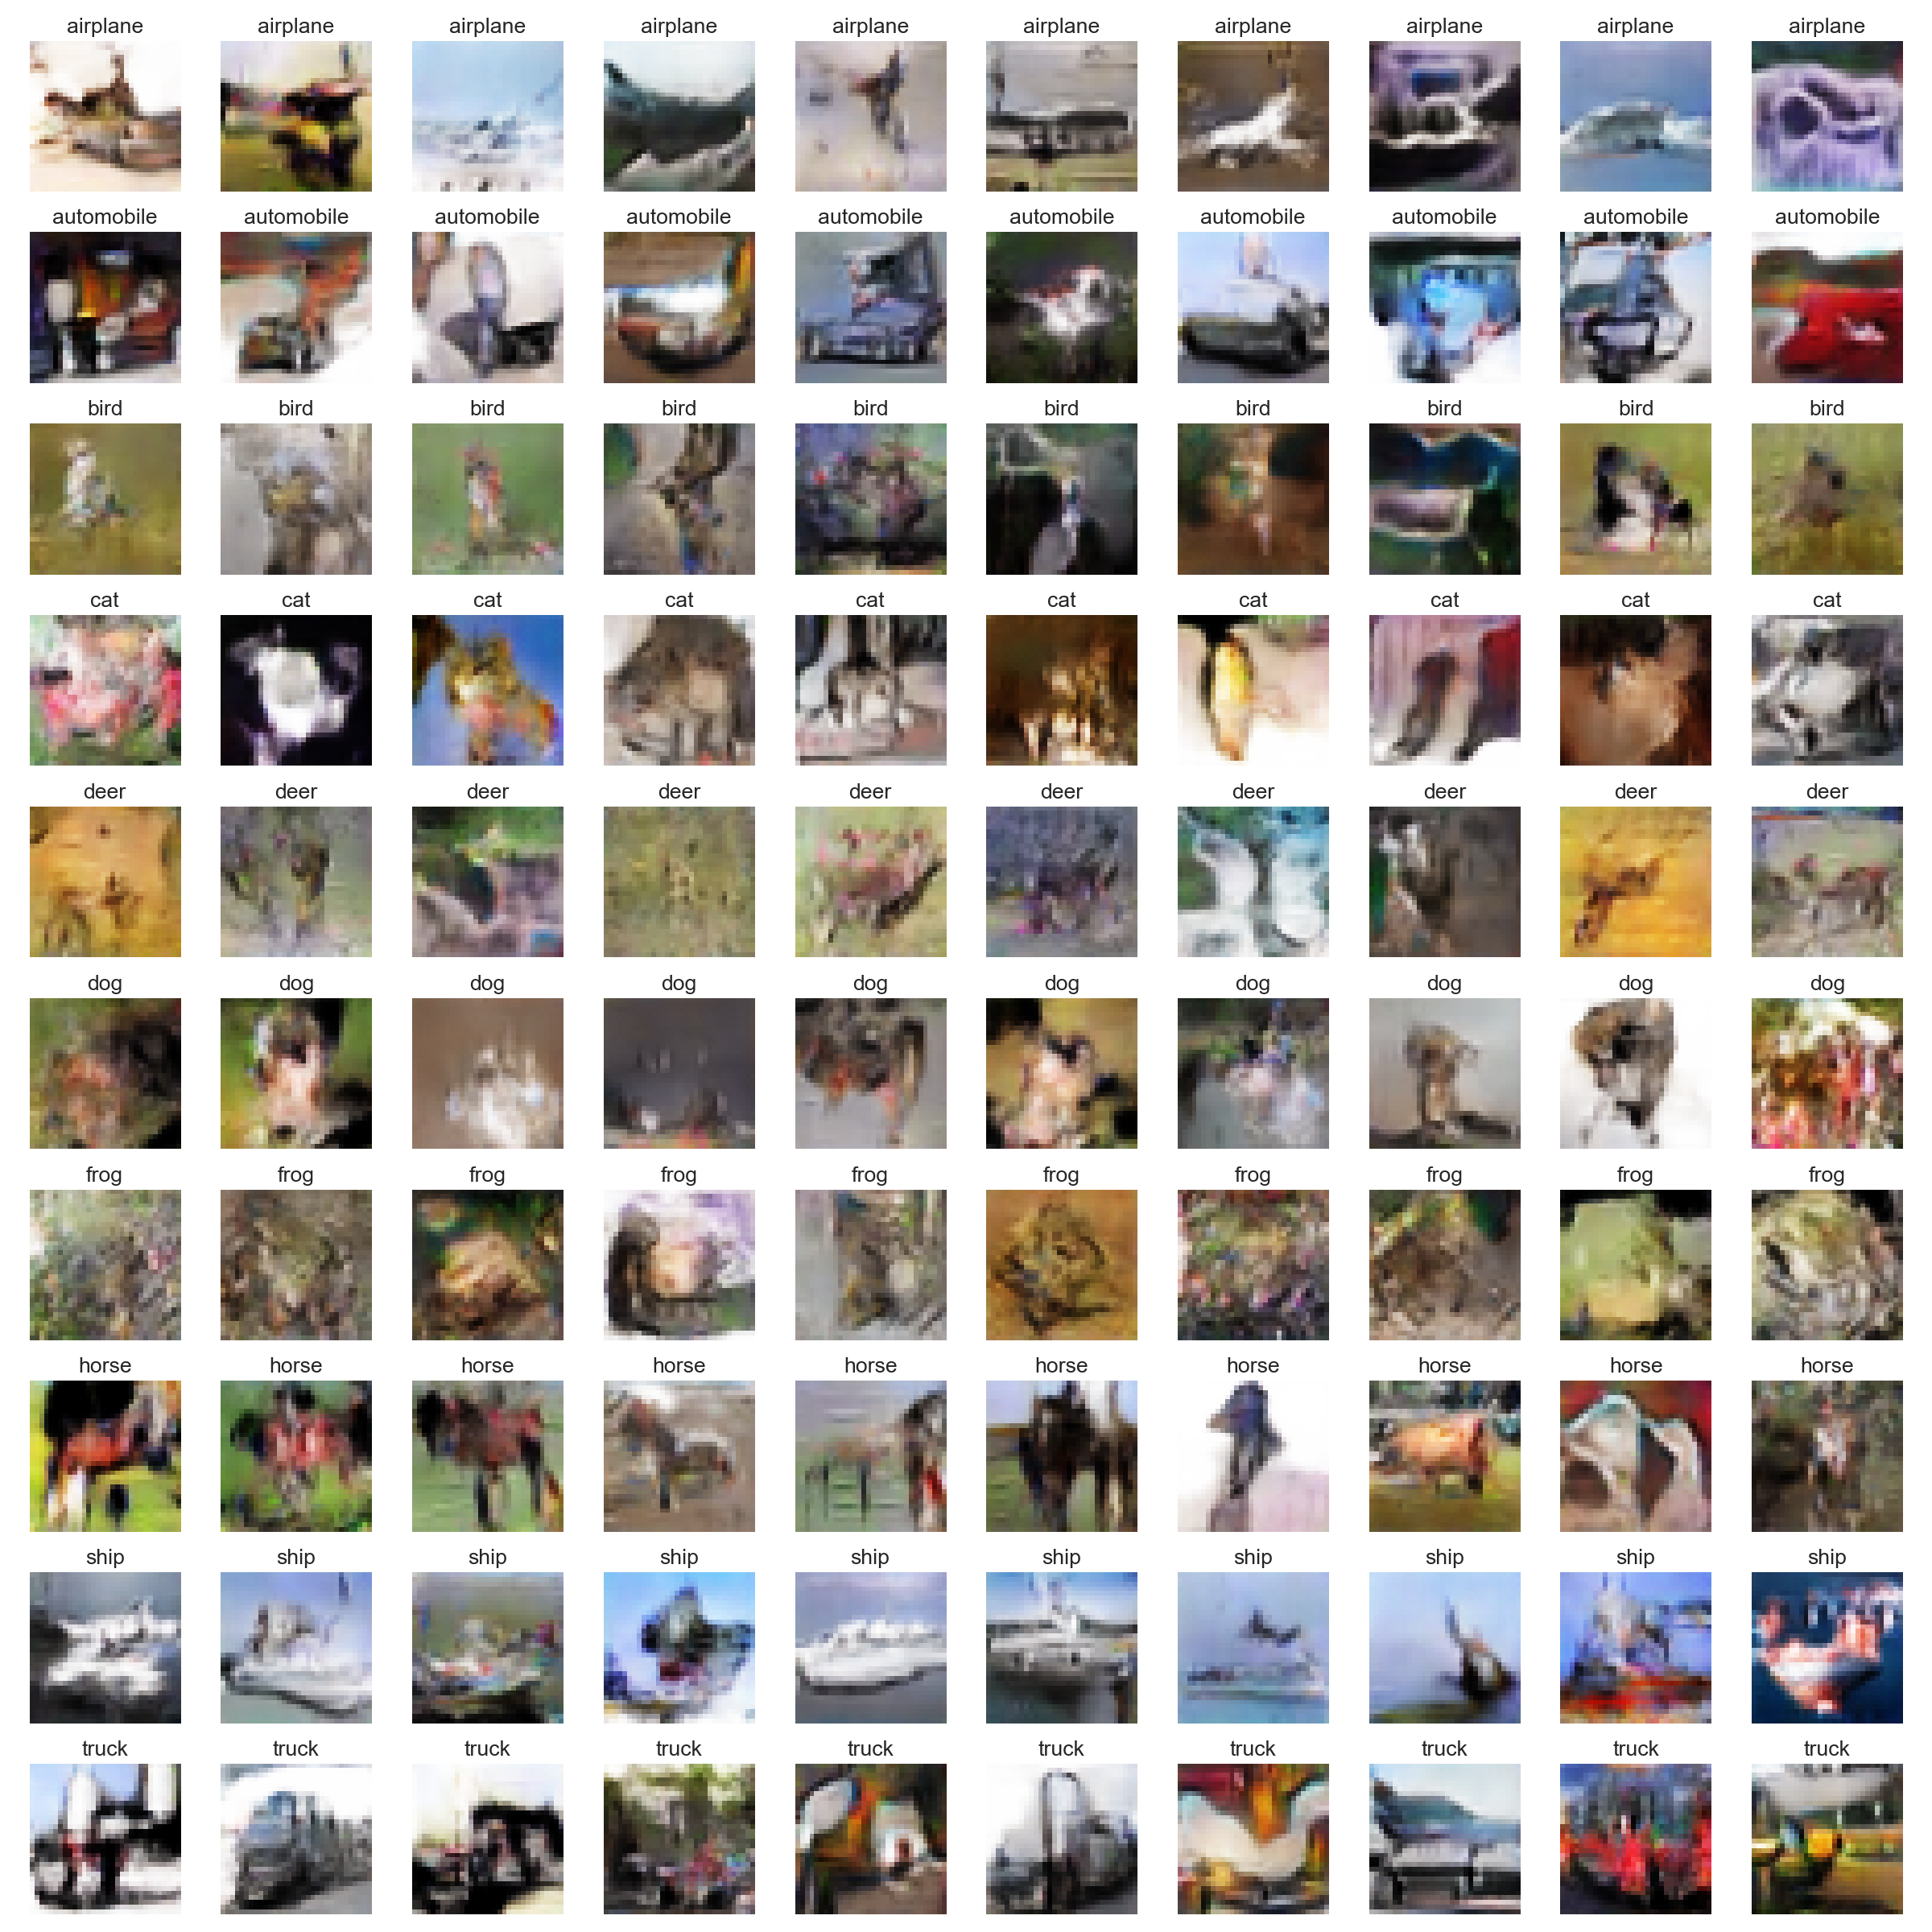 airplane airplane airplane airplane airplane airplane airplane airplane airplane airplane
automobile automobile automobile automobile automobile automobile automobile automobile automobile automobile
bird bird bird bird bird bird bird bird bird bird
cat cat cat cat cat cat cat cat cat cat
deer deer deer deer deer deer deer deer deer deer
dog dog dog dog dog dog dog dog dog dog
frog frog frog frog frog frog frog frog frog frog
horse horse horse horse horse horse horse horse horse horse
ship ship ship ship ship ship ship ship ship ship
truck truck truck truck truck truck truck truck truck truck